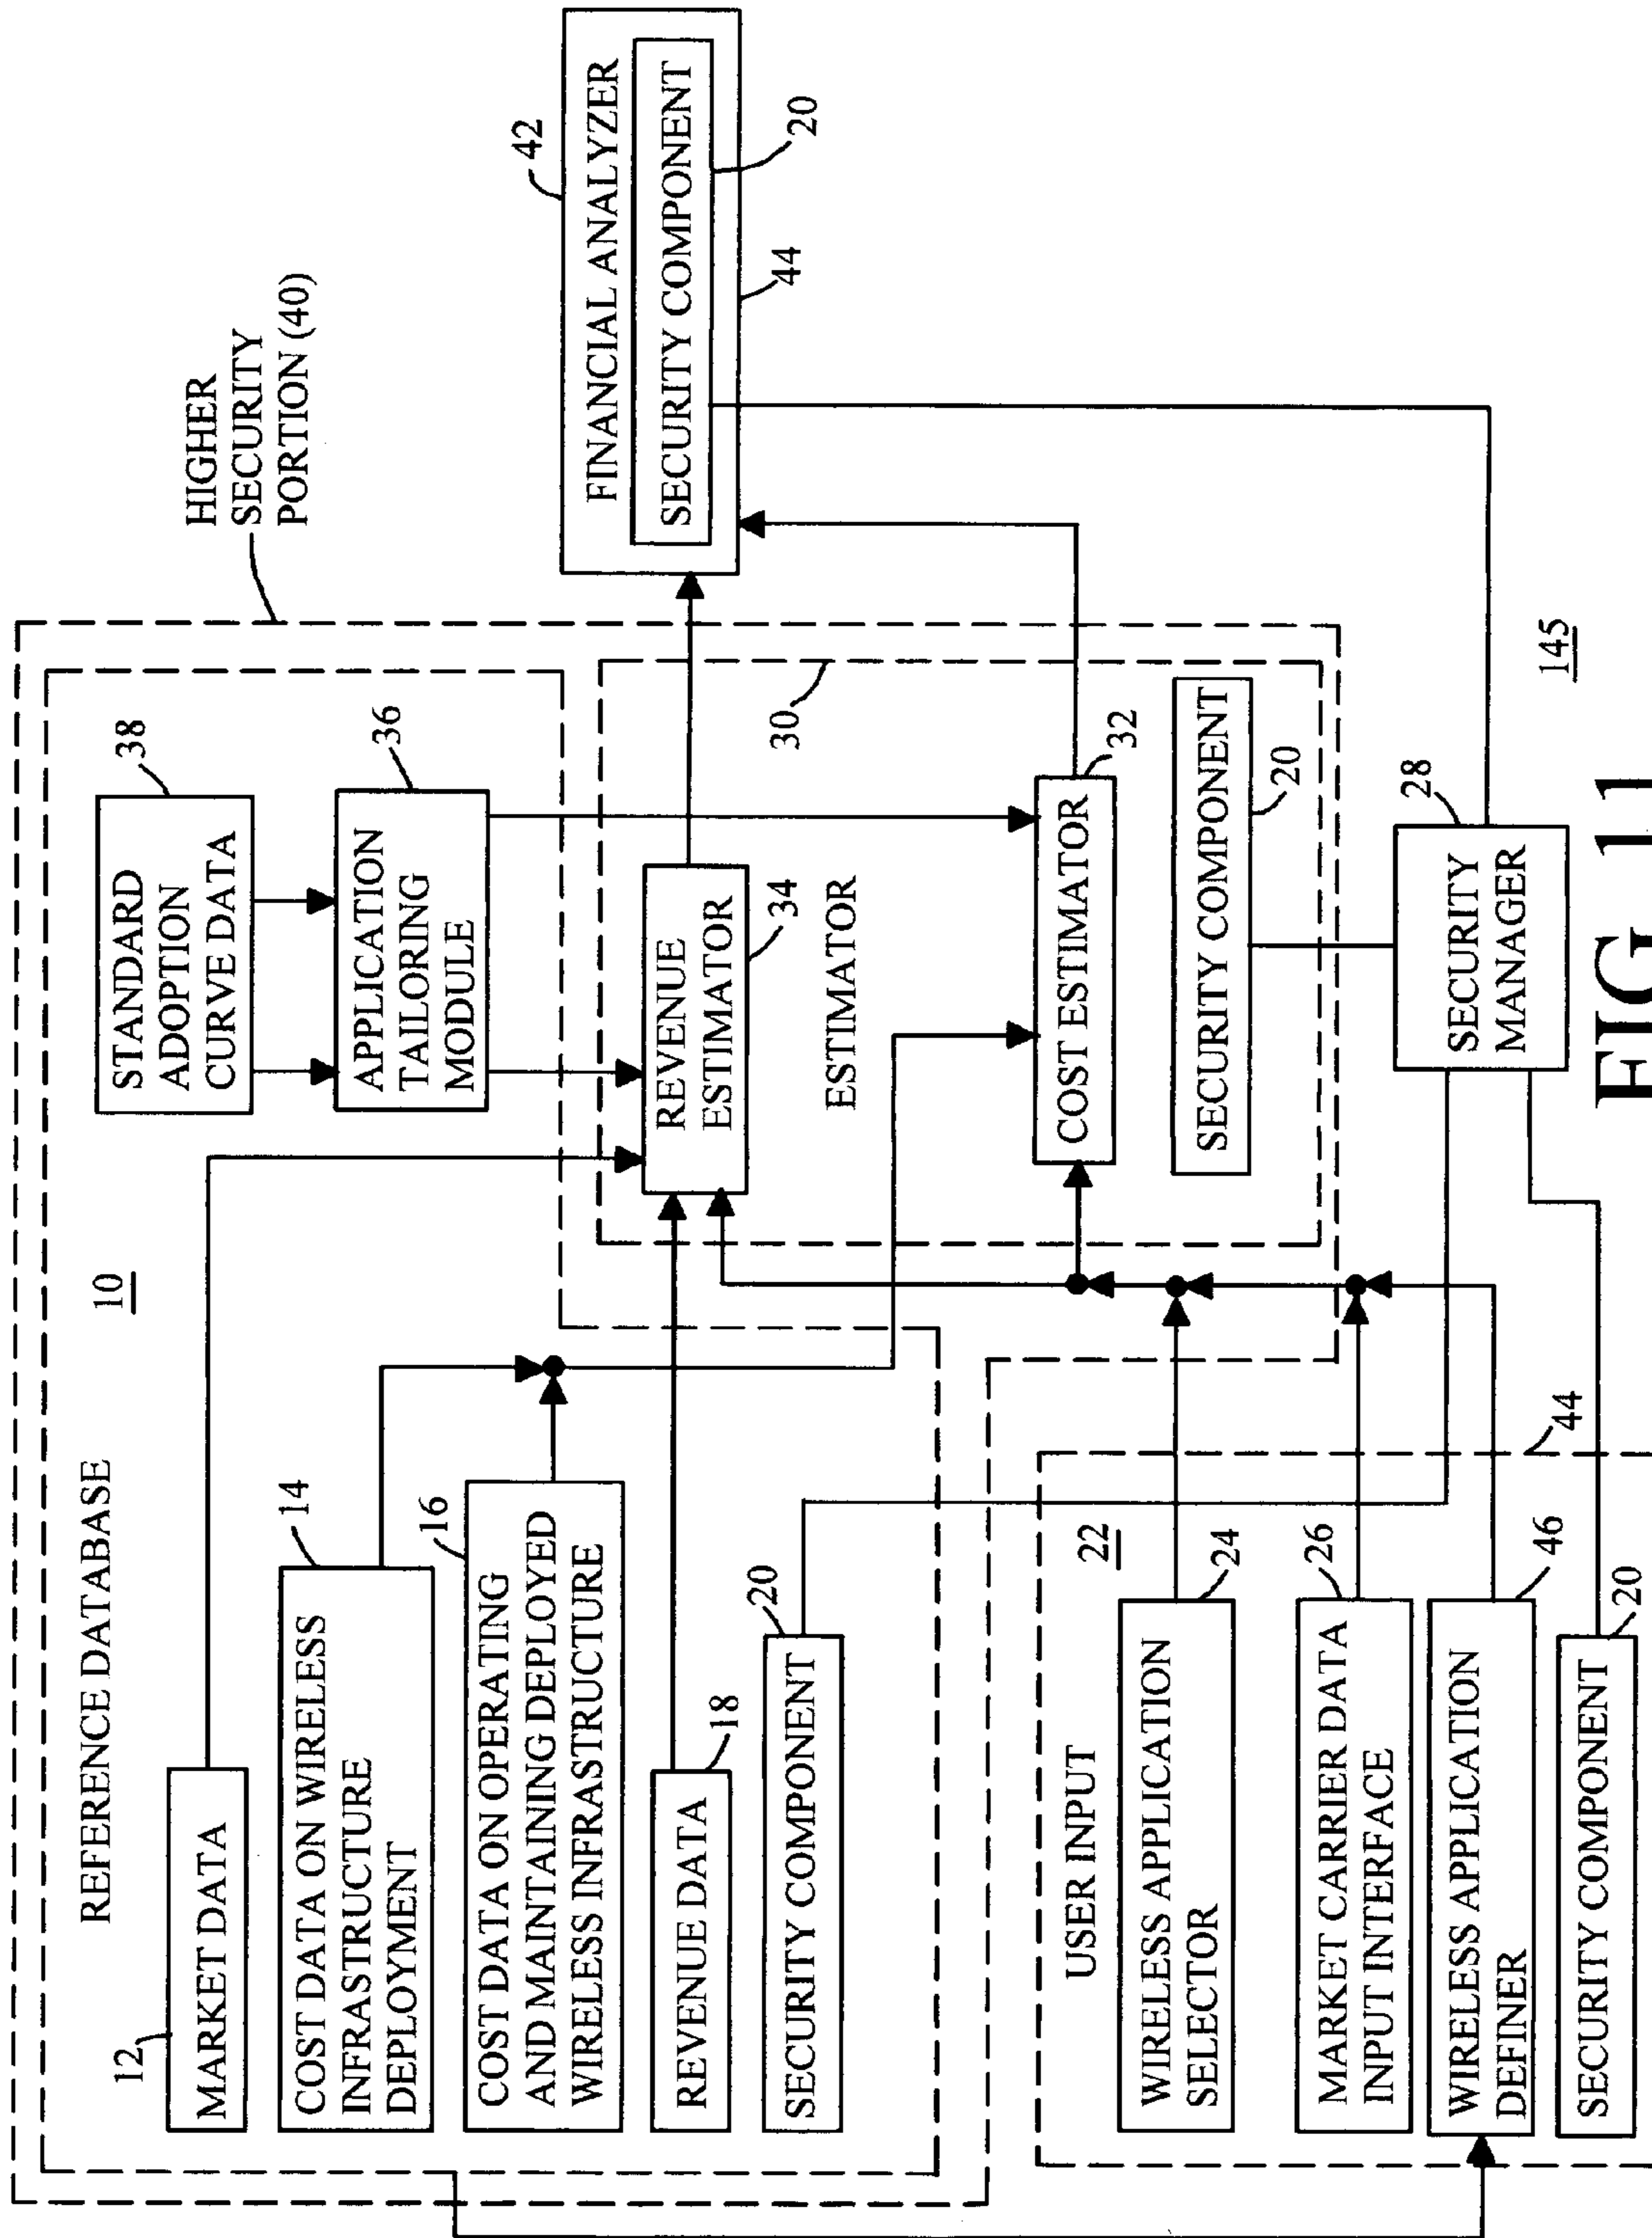 REFERENCE DATABASE
10
HIGHER
SECURITY
PORTION (40)
12
MARKET DATA
14
COST DATA ON WIRELESS
INFRASTRUCTURE
DEPLOYMENT
16
COST DATA ON OPERATING
AND MAINTAINING DEPLOYED
WIRELESS INFRASTRUCTURE
18
REVENUE DATA
20
SECURITY COMPONENT
38
STANDARD
ADOPTION
CURVE DATA
36
APPLICATION
TAILORING
MODULE
30
REVENUE
ESTIMATOR
34
ESTIMATOR
COST ESTIMATOR
32
SECURITY COMPONENT
20
42
FINANCIAL ANALYZER
SECURITY COMPONENT
20
44
USER INPUT
22
44
WIRELESS APPLICATION
SELECTOR
24
MARKET CARRIER DATA
INPUT INTERFACE
26
WIRELESS APPLICATION
DEFINER
46
SECURITY COMPONENT
20
28
SECURITY
MANAGER
145
FIG. 11